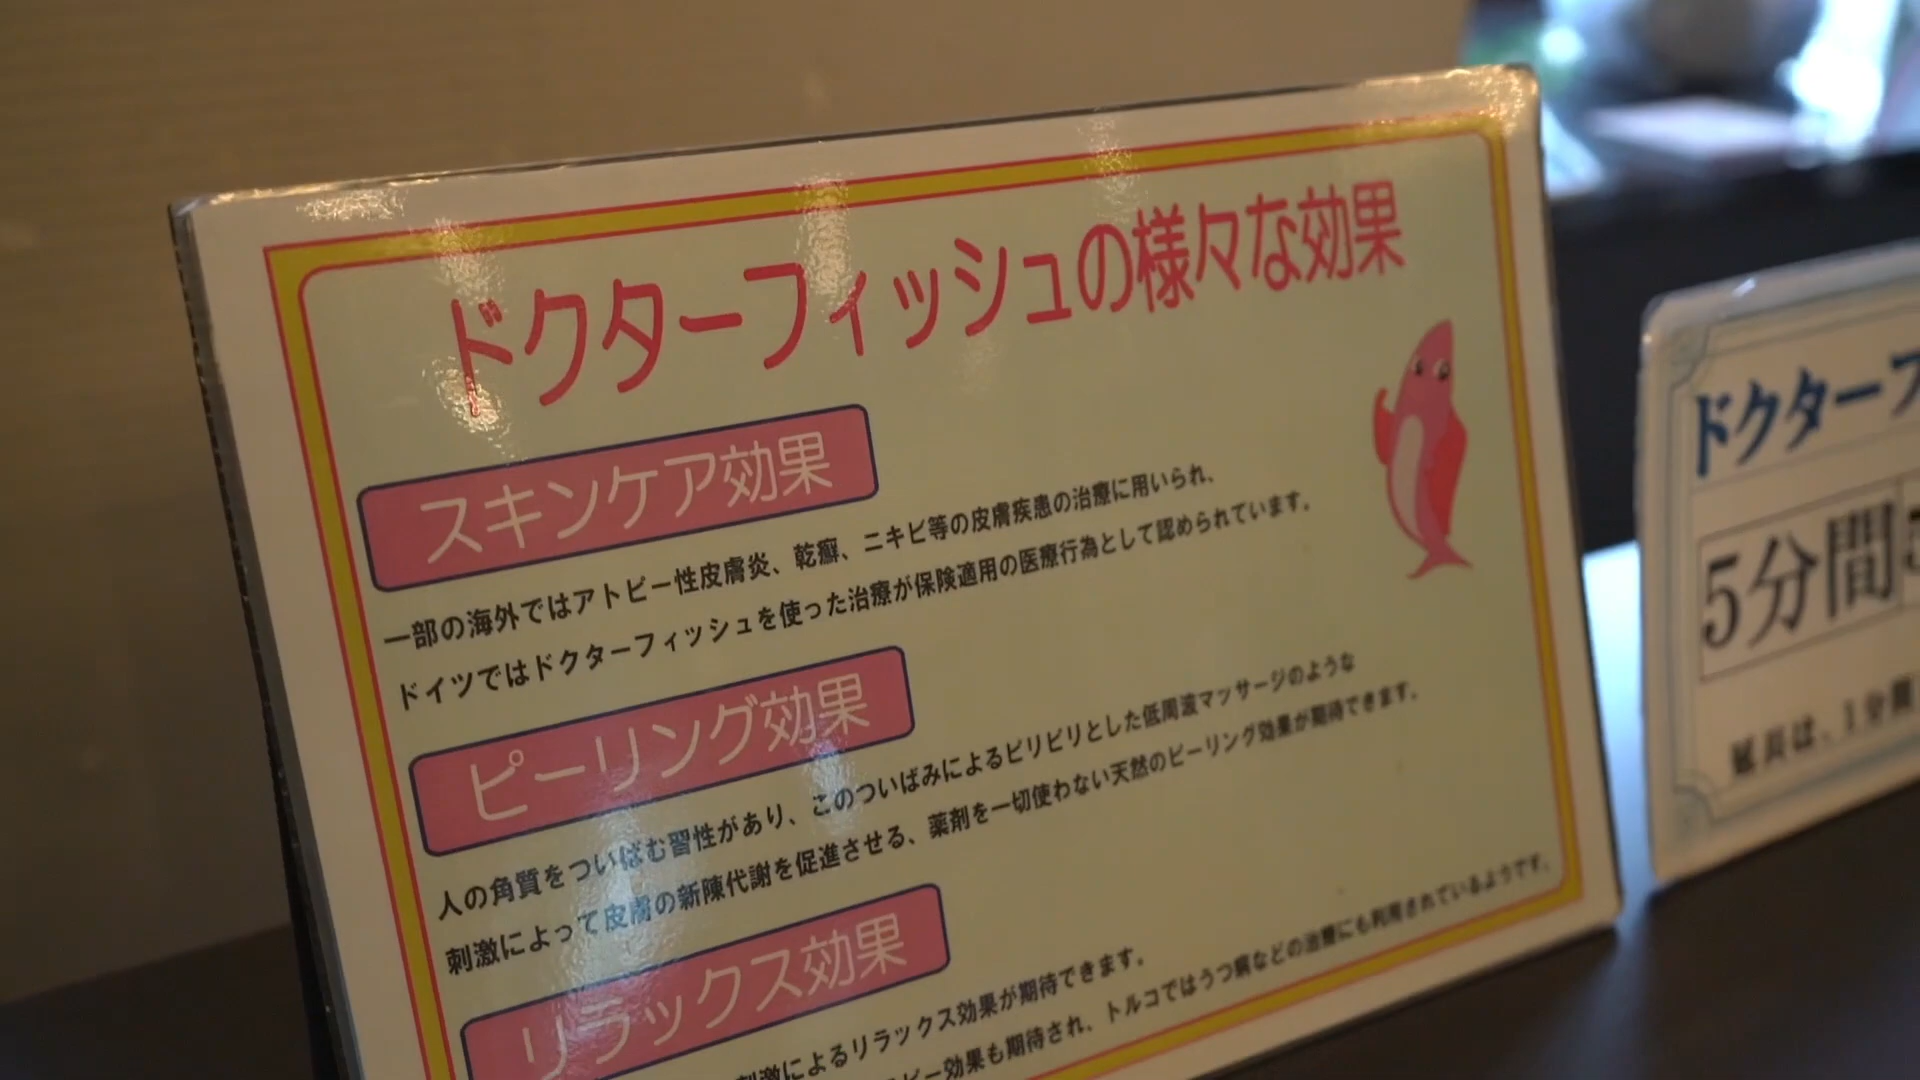 ドクターフィッシュの様々な効果
スキンケア効果
一部の海外ではアトピー性皮膚炎、乾癬、ニキビ等の皮膚疾患の治療に用いられ、
ドイツではドクターフィッシュを使った治療が保険適用の医療行為として認められています。
ピーリング効果
人の角質をついばむ習性があり、このついばみによるピリピリとした低周波マッサージのような
刺激によって皮膚の新陳代謝を促進させる、薬剤を一切使わない天然のピーリング効果が期待できます。
リラックス効果
刺激によるリラックス効果が期待できます。
ピー効果も期待され、トルコではうつ病などの治療にも利用されているようです。
ドクターフ
5分間
延長は、1分間